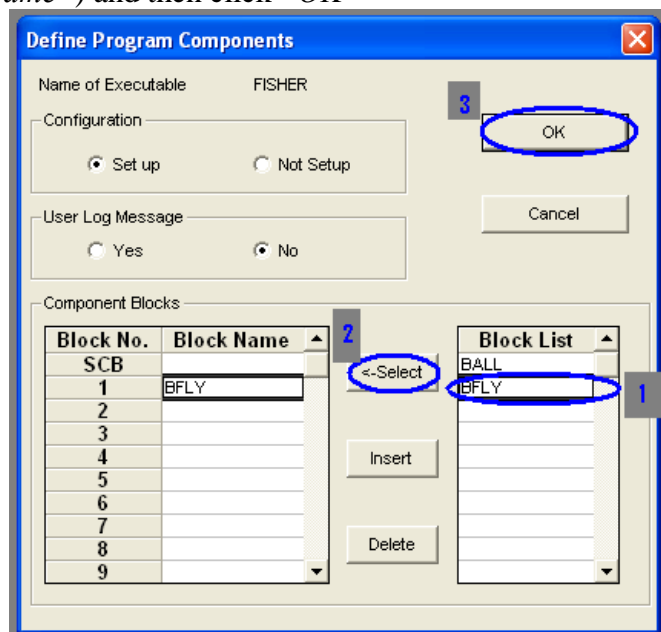 ame") and then click "OK"
Define Program Components
Name of Executable FISHER
Configuration
Set up Not Setup
3
OK
Cancel
User Log Message
Yes No
Component Blocks
Block No. Block Name
SCB
1 BFLY
2
3
4
5
6
7
8
9
2
<-Select
Insert
Delete
Block List
BALL
BFLY
1